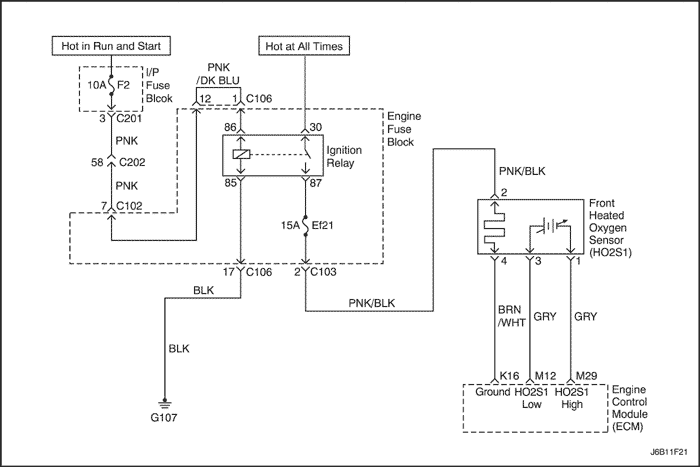 Hot in Run and Start
Hot at All Times
10A F2
I/P
Fuse
Blcok
PNK
/DK BLU
12 1 C106
3 C201
PNK
58 C202
PNK
7 C102
Engine
Fuse
Block
86 30
Ignition
Relay
85 87
15A Ef21
17 C106
2 C103
BLK
PNK/BLK
BLK
G107
PNK/BLK
2
Front
Heated
Oxygen
Sensor
(HO2S1)
4 3 1
BRN
/WHT
GRY
GRY
K16 M12 M29
Ground HO2S1 HO2S1
Low High
Engine
Control
Module
(ECM)
J6B11F21